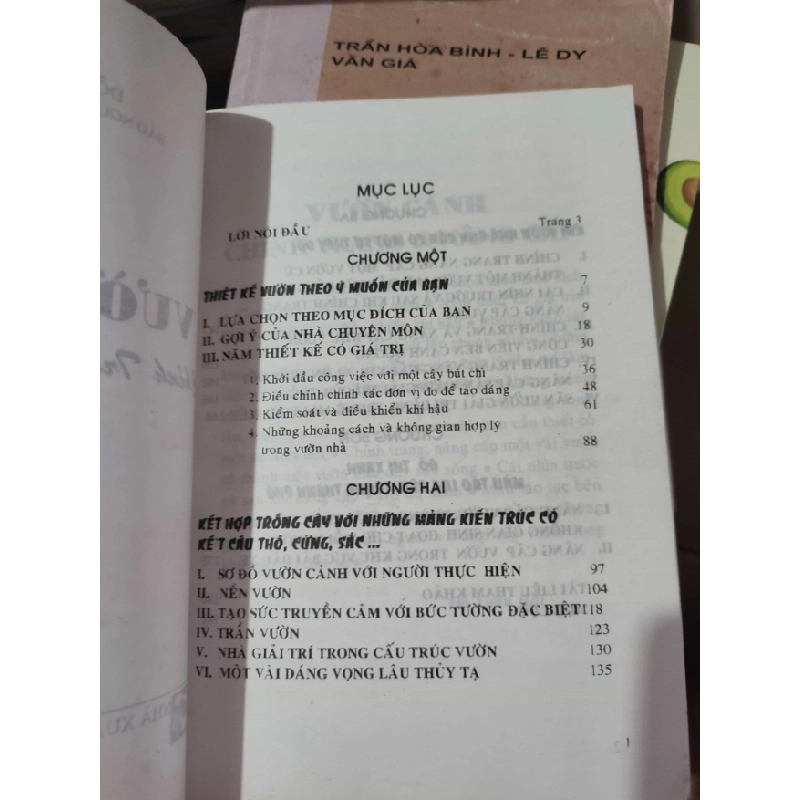 TRẦN HÒA BÌNH - LÊ DY
VĂN GIÁ
MỤC LỤC
LỜI NÓI ĐẦU Trang 3
CHƯƠNG MỘT
THIẾT KẾ VƯỜN THEO Ý MUỐN CỦA BẠN 7
I. LỰA CHỌN THEO MỤC ĐÍCH CỦA BẠN 9
II. GỢI Ý CỦA NHÀ CHUYÊN MÔN 18
III. NĂM THIẾT KẾ CÓ GIÁ TRỊ 30
1. Khởi đầu công việc với một cây bút chì 36
2. Điều chỉnh chính xác đơn vị đo để tạo dáng 48
3. Kiểm soát và điều khiển khí hậu 61
4. Những khoảng cách và không gian hợp lý
trong vườn nhà 88
CHƯƠNG HAI
KẾT HỢP TRỒNG CÂY VỚI NHỮNG MẢNG KIẾN TRÚC CÓ
KẾT CẤU THÔ, CỨNG, SẮC ...
I. SƠ ĐỒ VƯỜN CẢNH VỚI NGƯỜI THỰC HIỆN 97
II. NỀN VƯỜN 104
III. TẠO SỨC TRUYỀN CẢM VỚI BỨC TƯỜNG ĐẶC BIỆT 118
IV. TRẦN VƯỜN 123
V. NHÀ GIẢI TRÍ TRONG CẤU TRÚC VƯỜN 130
VI. MỘT VÀI DÁNG VỌNG LÂU THỦY TẠ 135